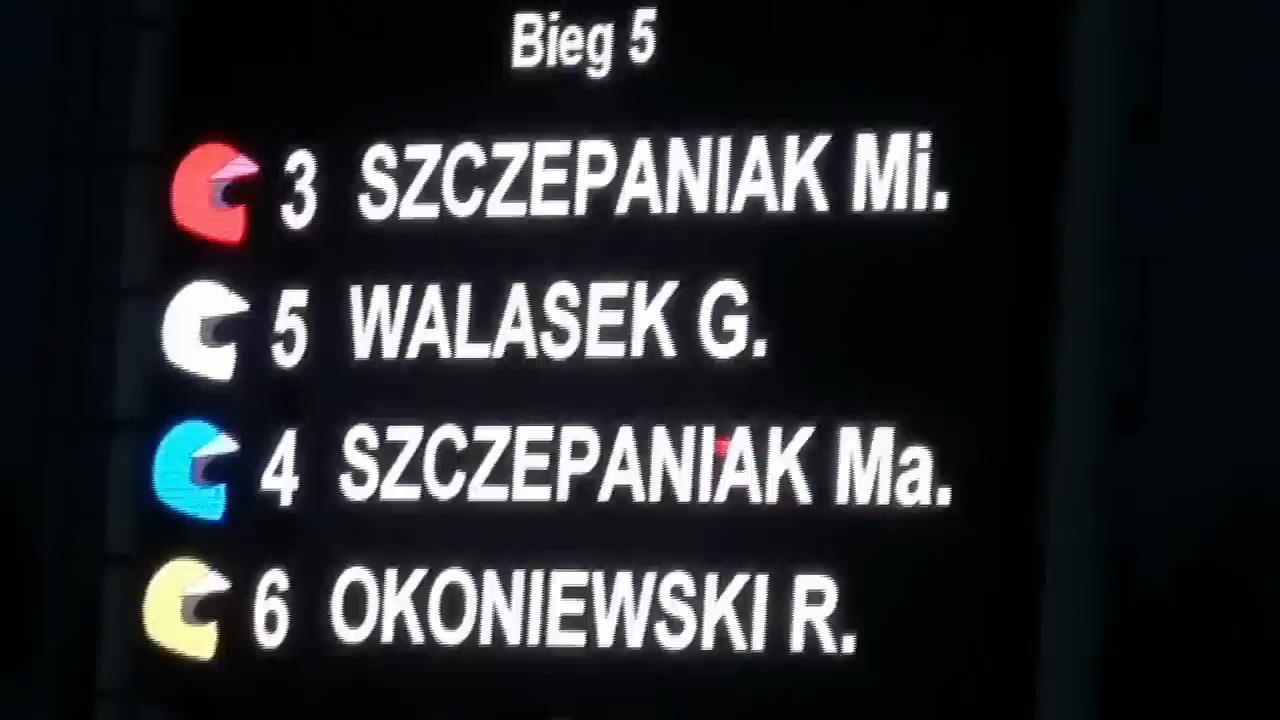 Bieg 5
3 SZCZEPANIAK Mi.
5 WALASEK G.
4 SZCZEPANIAK Ma.
6 OKONIEWSKI R.